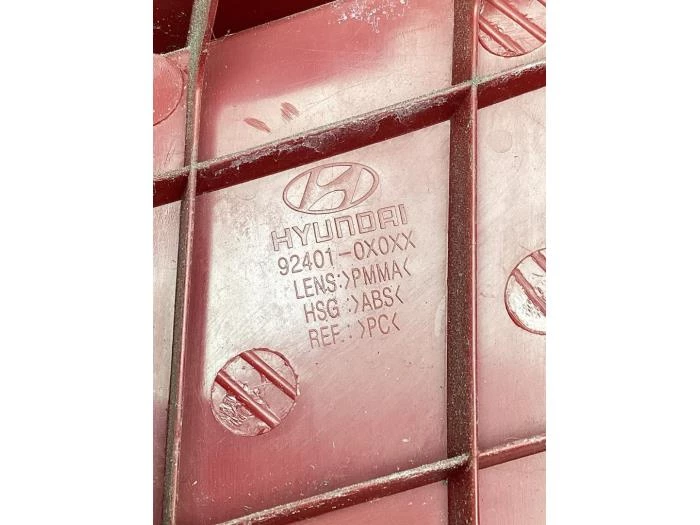 HYUNDAI
92401-0X0XX
LENS:>PMMA<
HSG :>ABS<
REF. :>PC<